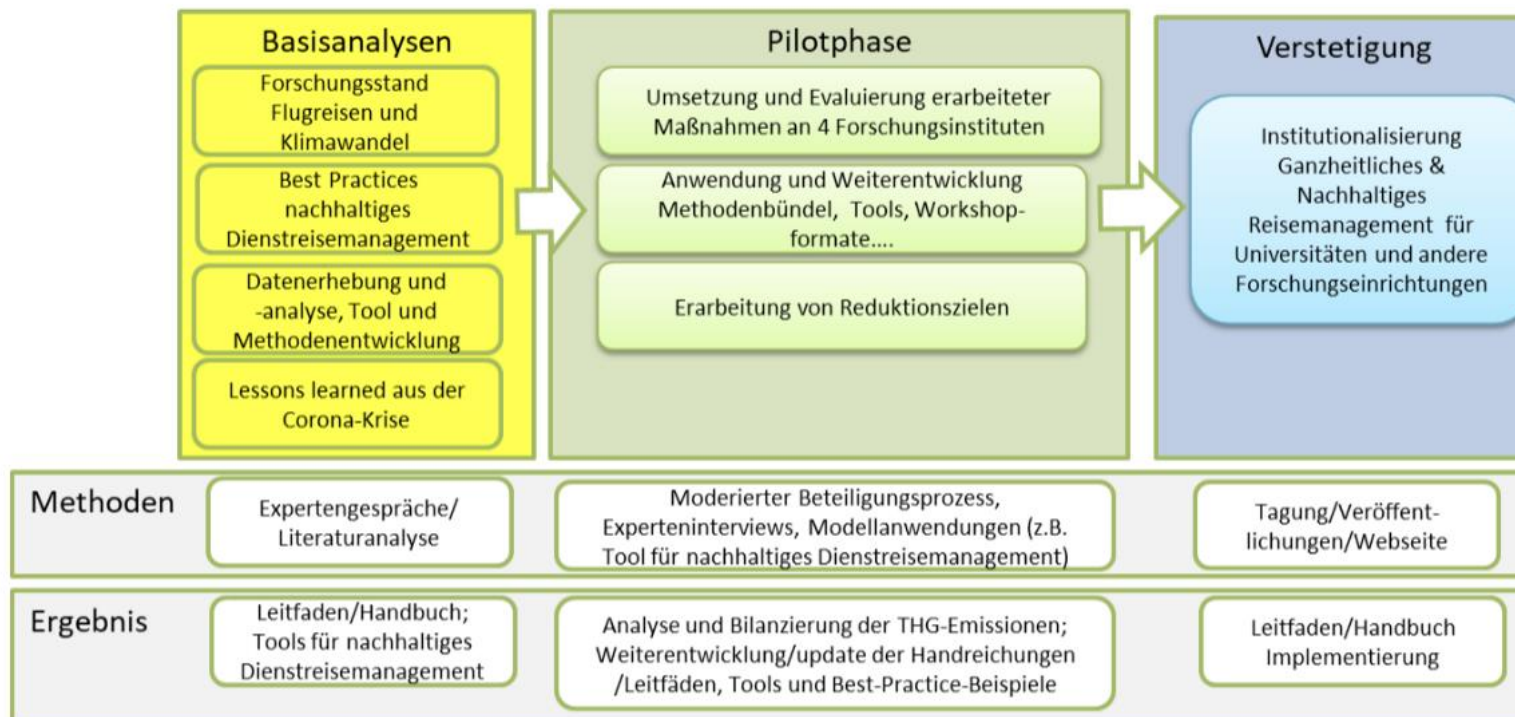 Basisanalysen
Forschungsstand
Flugreisen und
Klimawandel
Best Practices
nachhaltiges
Dienstreisemanagement
Datenerhebung und
-analyse, Tool und
Methodenentwicklung
Lessons learned aus der
Corona-Krise
Pilotphase
Umsetzung und Evaluierung erarbeiteter
Maßnahmen an 4 Forschungsinstituten
Anwendung und Weiterentwicklung
Methodenbündel, Tools, Workshop-
formate....
Erarbeitung von Reduktionszielen
Verstetigung
Institutionalisierung
Ganzheitliches &
Nachhaltiges
Reisemanagement für
Universitäten und andere
Forschungseinrichtungen
Methoden
Expertengespräche/
Literaturanalyse
Moderierter Beteiligungsprozess,
Experteninterviews, Modellanwendungen (z.B.
Tool für nachhaltiges Dienstreisemanagement)
Tagung/Veröffent-
lichungen/Webseite
Ergebnis
Leitfaden/Handbuch;
Tools für nachhaltiges
Dienstreisemanagement
Analyse und Bilanzierung der THG-Emissionen;
Weiterentwicklung/update der Handreichungen
/Leitfäden, Tools und Best-Practice-Beispiele
Leitfaden/Handbuch
Implementierung